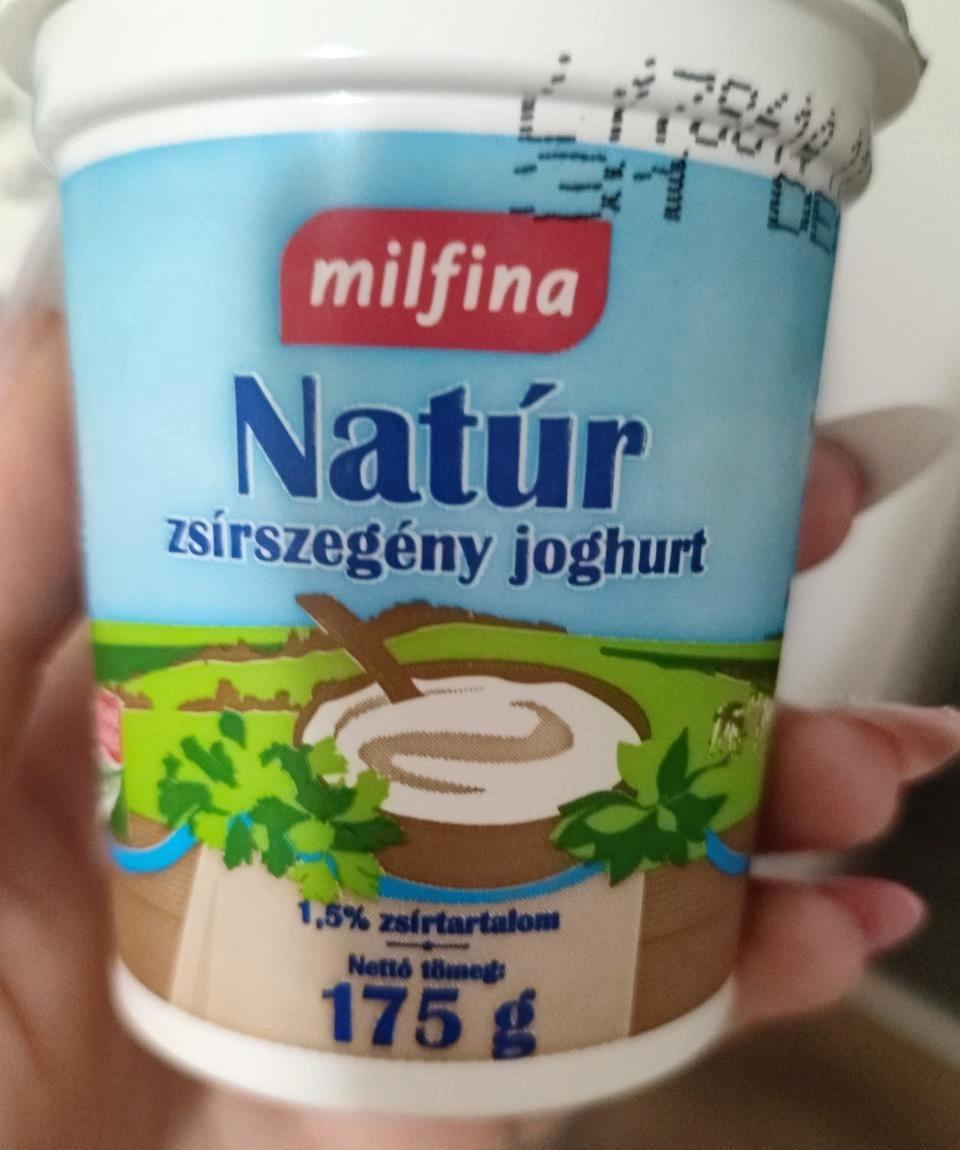 milfina
Natúr
zsírszegény joghurt
1,5% zsírtartalom
Nettó tömeg:
175 g